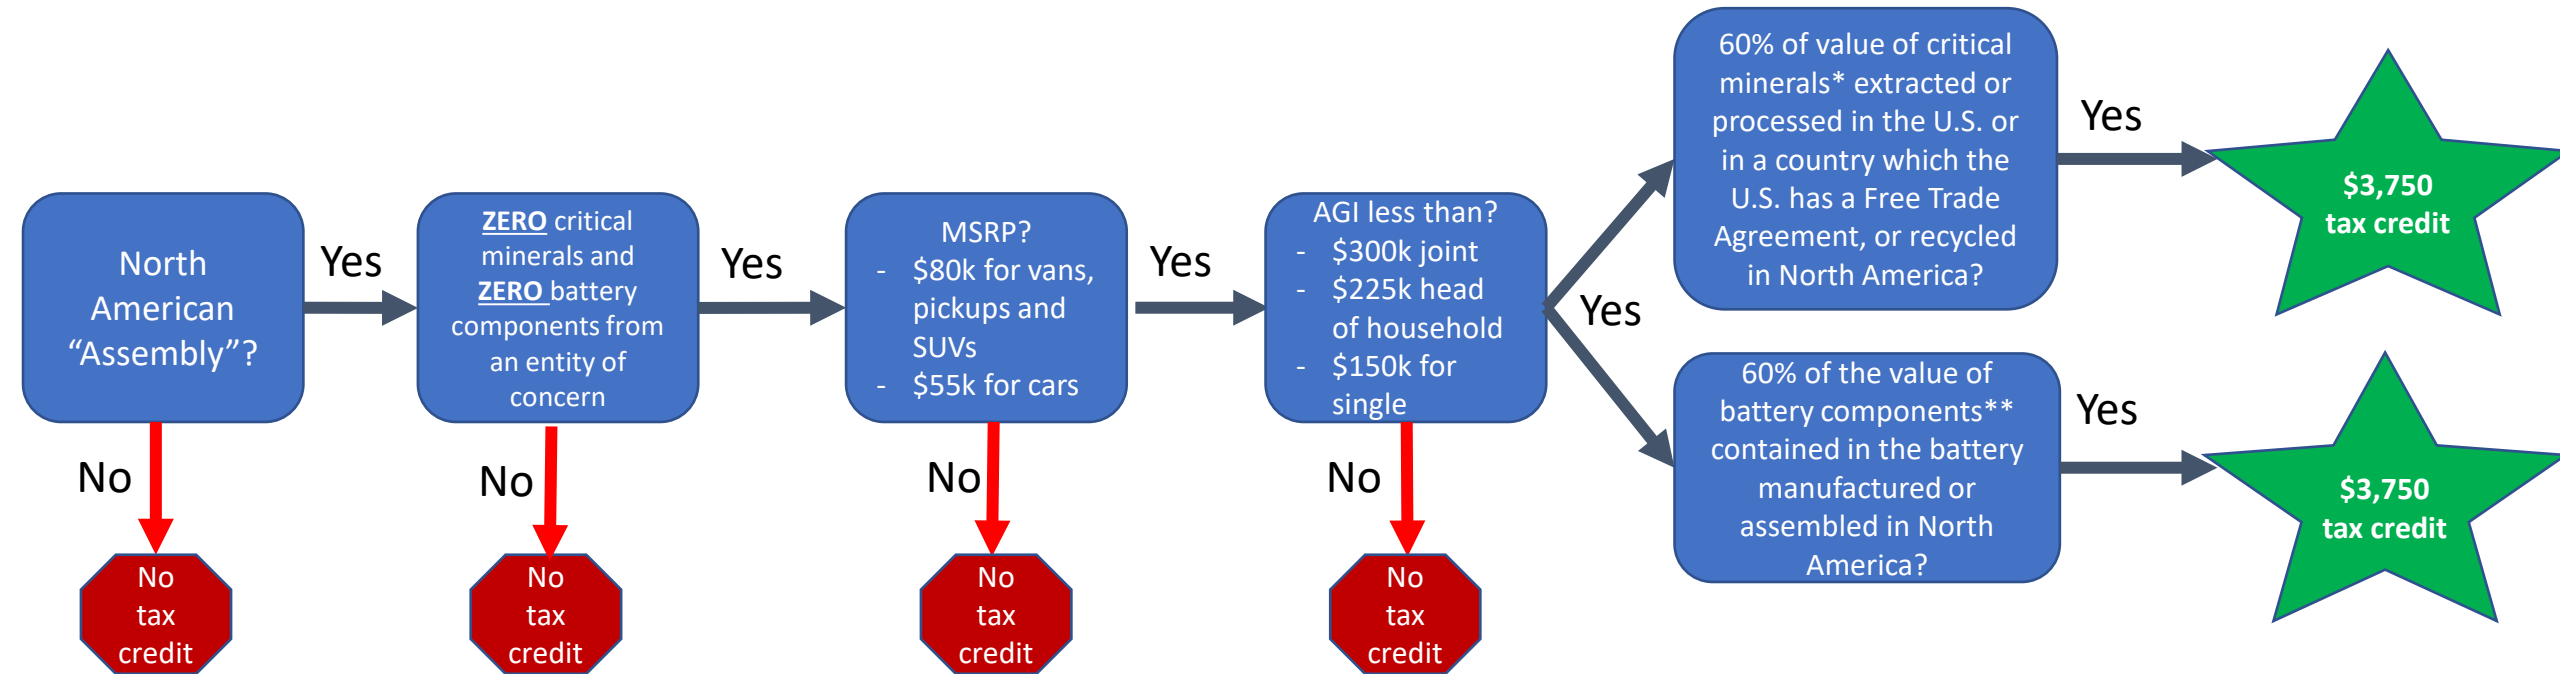 North
American
“Assembly”?
Yes
No
No
tax
credit
ZERO critical
minerals and
ZERO battery
components from
an entity of
concern
Yes
No
No
tax
credit
MSRP?
- $80k for vans,
pickups and
SUVs
- $55k for cars
Yes
No
No
tax
credit
AGI less than?
- $300k joint
- $225k head
of household
- $150k for
single
Yes
No
No
tax
credit
60% of value of critical
minerals* extracted or
processed in the U.S. or
in a country which the
U.S. has a Free Trade
Agreement, or recycled
in North America?
Yes
$3,750
tax credit
60% of the value of
battery components**
contained in the battery
manufactured or
assembled in North
America?
Yes
$3,750
tax credit